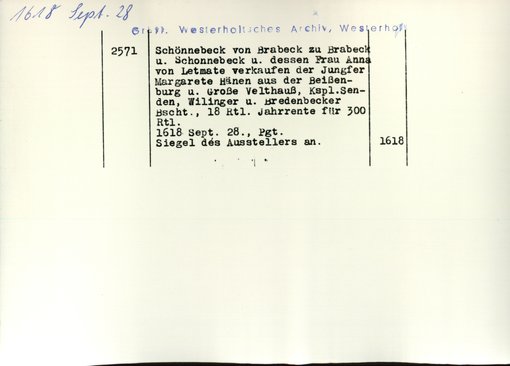 1618 Sept. 28
Gräfl. Westerholtsches Archiv, Westerholt
2571 Schönnebeck von Brabeck zu Brabeck
u. Schonnebeck u. dessen Frau Anna
von Letmate verkaufen der Jungfer
Margarete Hänen aus der Beißen-
burg u. Große Velthauß, Kspl.Sen-
den, Wilinger u. Bredenbecker
Bscht., 18 Rtl. Jahrrente für 300
Rtl.
1618 Sept. 28., Pgt.
Siegel des Ausstellers an. 1618